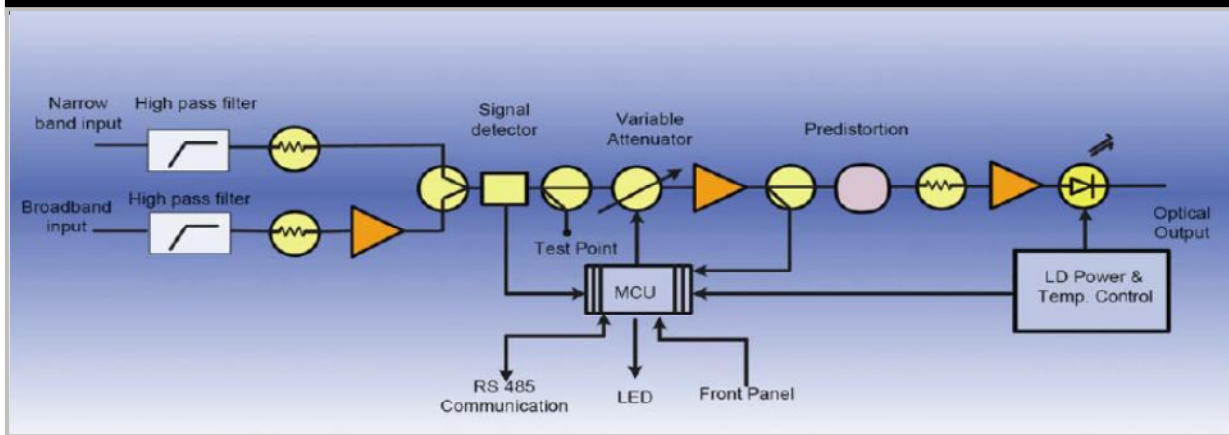 Narrow
band input
High pass filter
Signal
detector
Variable
Attenuator
Predistortion
Broadband
input
High pass filter
Test Point
Optical
Output
MCU
LD Power &
Temp. Control
RS 485
Communication
LED
Front Panel